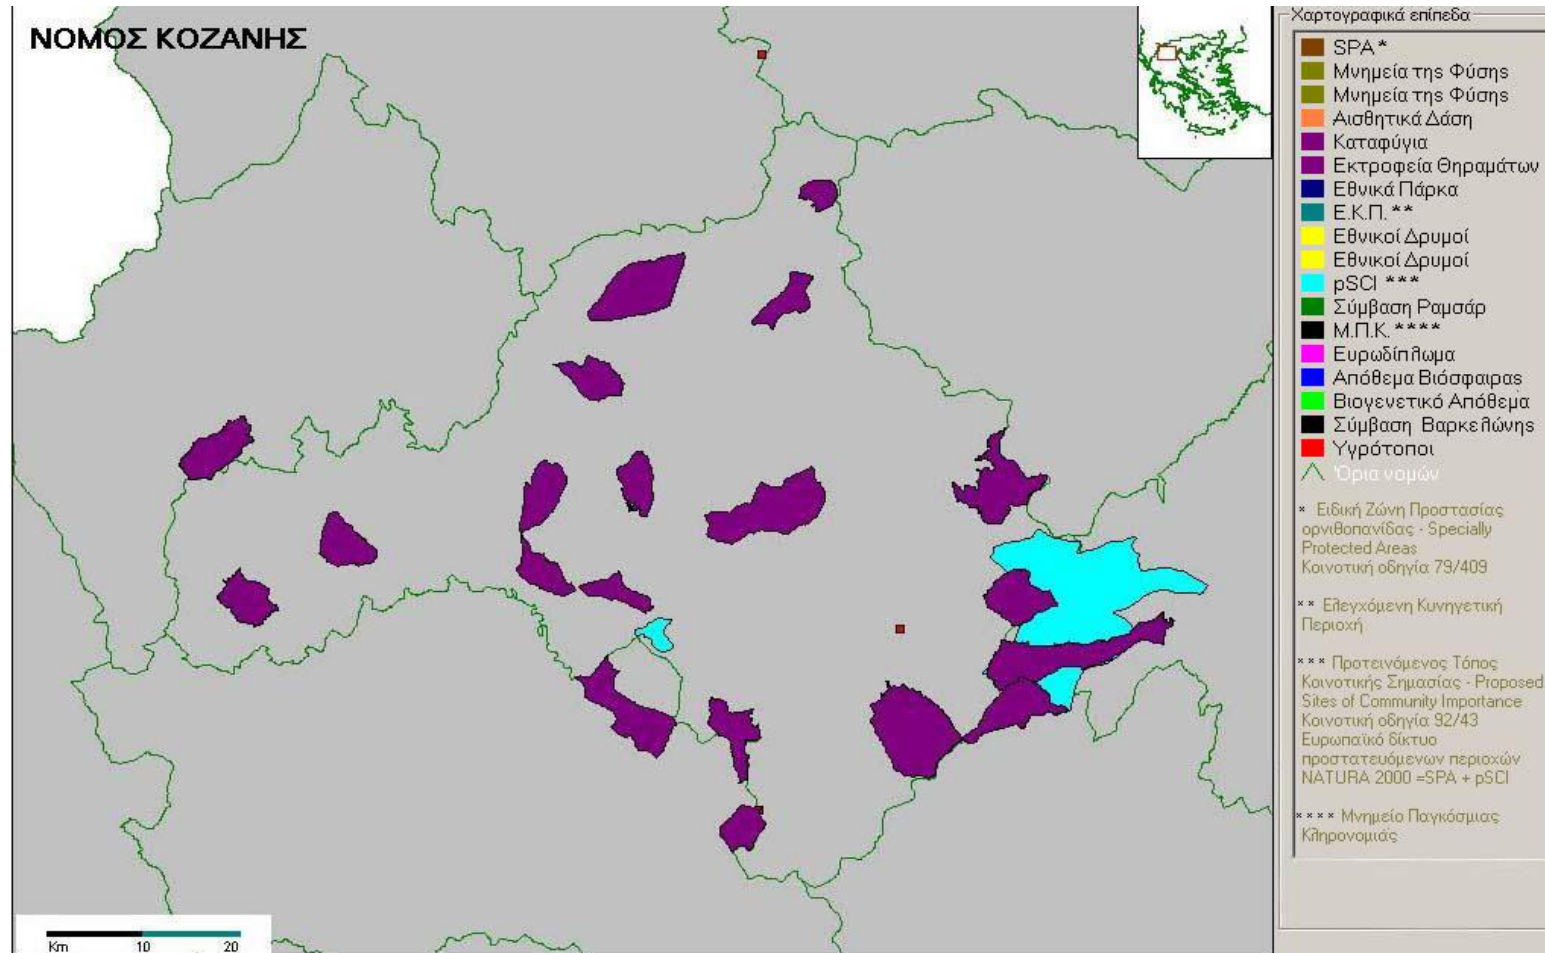 ΝΟΜΟΣ ΚΟΖΑΝΗΣ
Χαρτογραφικά επίπεδα
SPA*
Μνημεία της Φύσης
Μνημεία της Φύσης
Αισθητικά Δάση
Καταφύγια
Εκτροφεία Θηραμάτων
Εθνικά Πάρκα
Ε.Κ.Π. **
Εθνικοί Δρυμοί
Εθνικοί Δρυμοί
pSCI ***
Σύμβαση Ραμσάρ
Μ.Π.Κ. ****
Ευρωδίπλωμα
Απόθεμα Βιόσφαιρας
Βιογενετικό Απόθεμα
Σύμβαση Βαρκελώνης
Υγρότοποι
Όρια νομών
* Ειδική Ζώνη Προστασίας
ορνιθοπανίδας - Specially
Protected Areas
Κοινοτική οδηγία 79/409
** Ελεγχόμενη Κυνηγετική
Περιοχή
*** Προτεινόμενος Τόπος
Κοινοτικής Σημασίας - Proposed
Sites of Community Importance
Κοινοτική οδηγία 92/43
Ευρωπαϊκό δίκτυο
προστατευόμενων περιοχών
NATURA 2000 =SPA + pSCI
**** Μνημείο Παγκόσμιας
Κληρονομιάς
Km 10 20